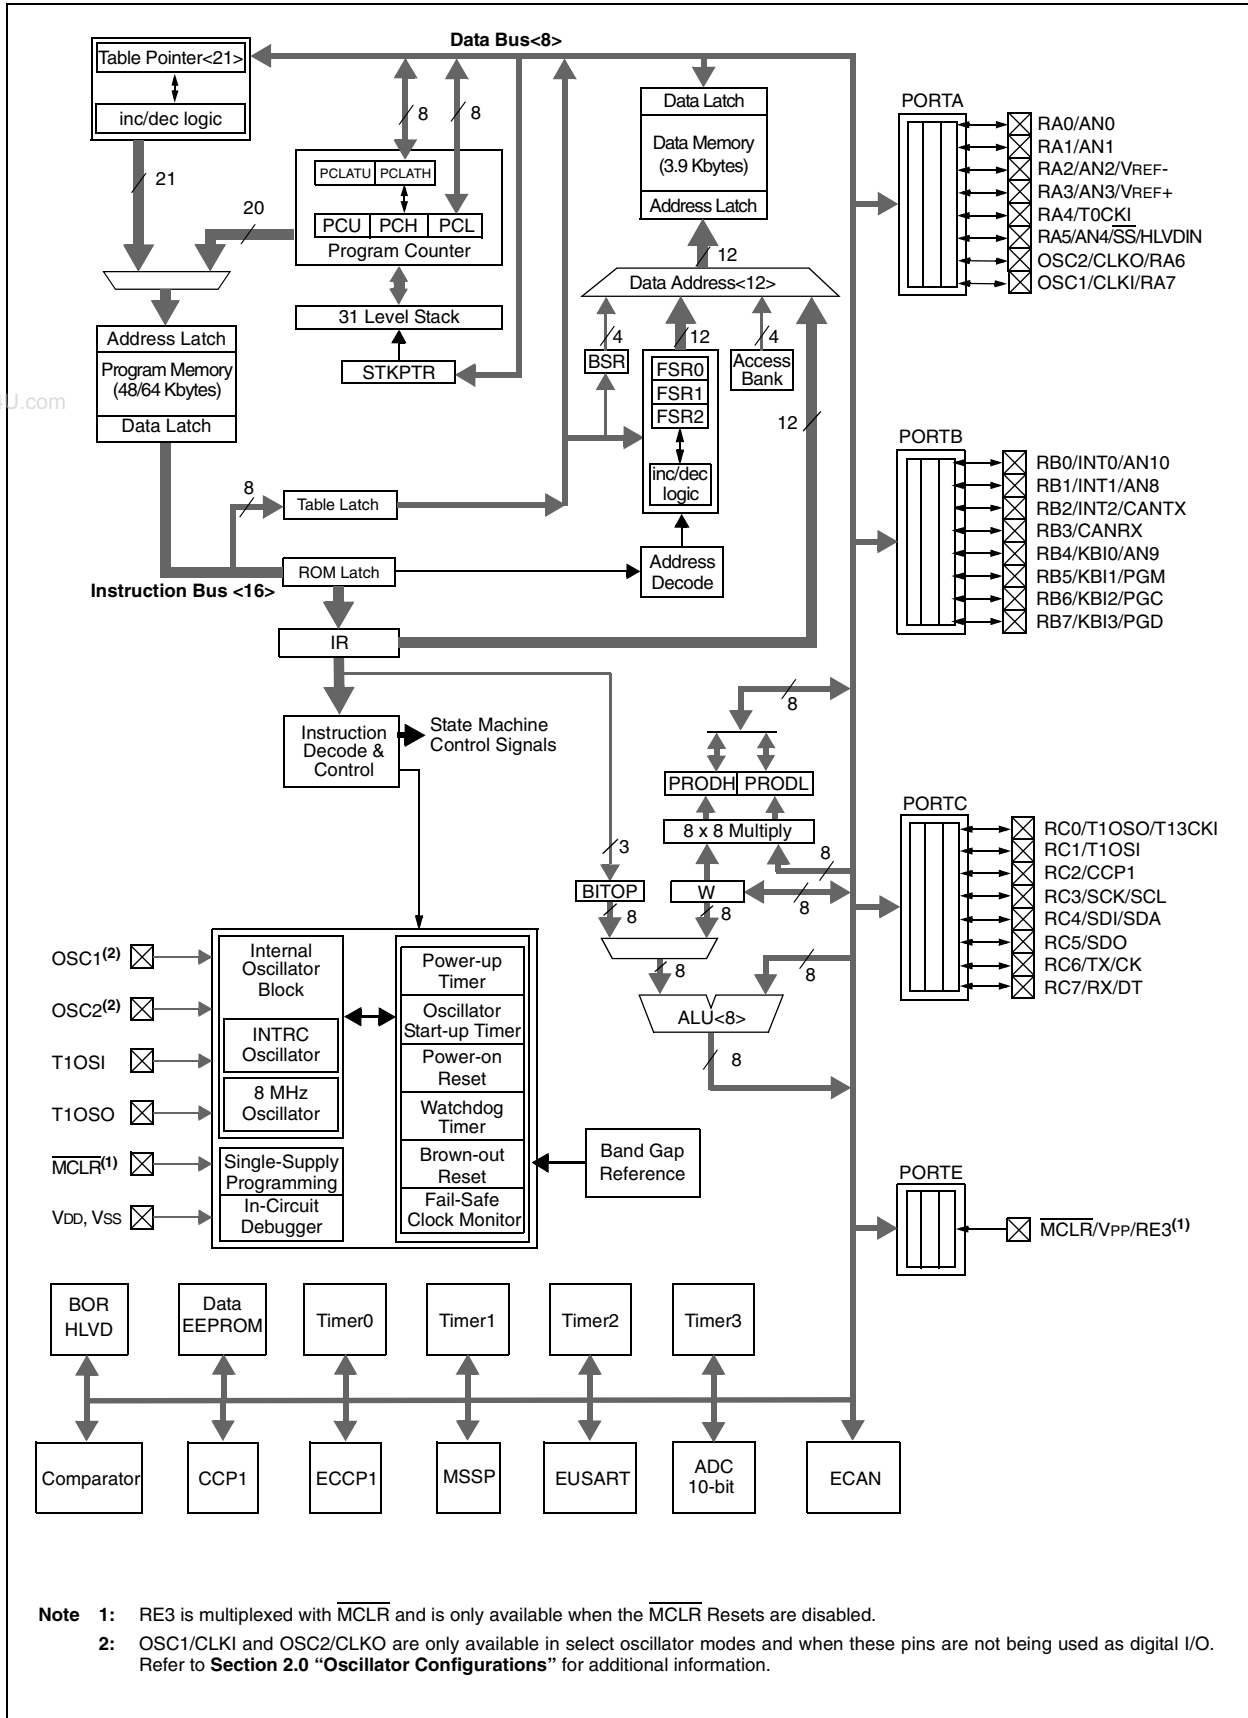 Data Bus<8>
Table Pointer<21>
inc/dec logic
21
20
8
8
PCLATU PCLATH
PCU PCH PCL
Program Counter
31 Level Stack
STKPTR
Data Latch
Data Memory
(3.9 Kbytes)
Address Latch
12
Data Address<12>
4
12
4
BSR
FSR0
FSR1
FSR2
inc/dec
logic
Access
Bank
12
Address Latch
Program Memory
(48/64 Kbytes)
Data Latch
U.com
8
Table Latch
ROM Latch
Instruction Bus <16>
Address
Decode
IR
Instruction
Decode &
Control
State Machine
Control Signals
8
PRODH PRODL
8 x 8 Multiply
3
8
BITOP
W
8
8
8
8
8
ALU<8>
8
PORTA
RA0/AN0
RA1/AN1
RA2/AN2/VREF-
RA3/AN3/VREF+
RA4/T0CKI
RA5/AN4/SS/HLVDIN
OSC2/CLKO/RA6
OSC1/CLKI/RA7
PORTB
RB0/INT0/AN10
RB1/INT1/AN8
RB2/INT2/CANTX
RB3/CANRX
RB4/KBI0/AN9
RB5/KBI1/PGM
RB6/KBI2/PGC
RB7/KBI3/PGD
PORTC
RC0/T1OSO/T13CKI
RC1/T1OSI
RC2/CCP1
RC3/SCK/SCL
RC4/SDI/SDA
RC5/SDO
RC6/TX/CK
RC7/RX/DT
PORTE
MCLR/VPP/RE3(1)
OSC1(2)
OSC2(2)
T1OSI
T1OSO
MCLR(1)
VDD, VSS
Internal
Oscillator
Block
INTRC
Oscillator
8 MHz
Oscillator
Single-Supply
Programming
In-Circuit
Debugger
Power-up
Timer
Oscillator
Start-up Timer
Power-on
Reset
Watchdog
Timer
Brown-out
Reset
Fail-Safe
Clock Monitor
Band Gap
Reference
BOR
HLVD
Data
EEPROM
Timer0
Timer1
Timer2
Timer3
Comparator
CCP1
ECCP1
MSSP
EUSART
ADC
10-bit
ECAN
Note 1: RE3 is multiplexed with MCLR and is only available when the MCLR Resets are disabled.
2: OSC1/CLKI and OSC2/CLKO are only available in select oscillator modes and when these pins are not being used as digital I/O.
Refer to Section 2.0 “Oscillator Configurations” for additional information.